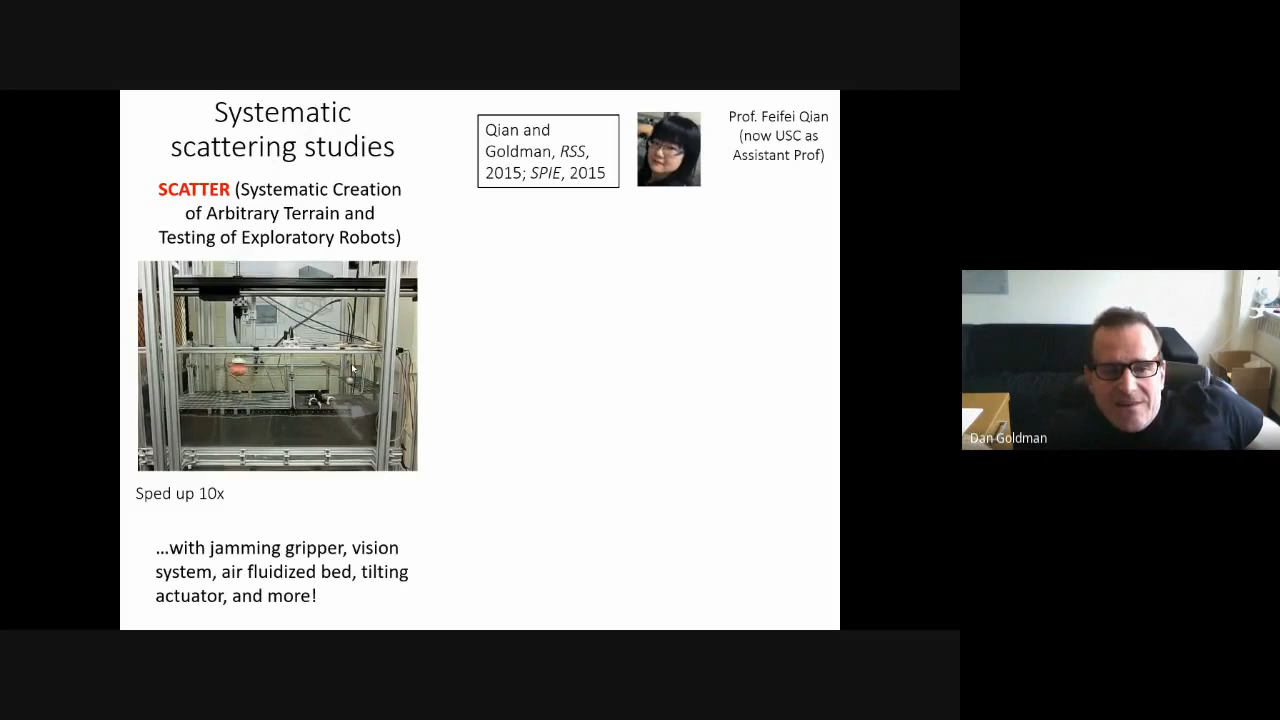 Systematic
scattering studies
SCATTER (Systematic Creation
of Arbitrary Terrain and
Testing of Exploratory Robots)
Sped up 10x
...with jamming gripper, vision
system, air fluidized bed, tilting
actuator, and more!
Qian and
Goldman, RSS,
2015; SPIE, 2015
Prof. Feifei Qian
(now USC as
Assistant Prof)
Dan Goldman